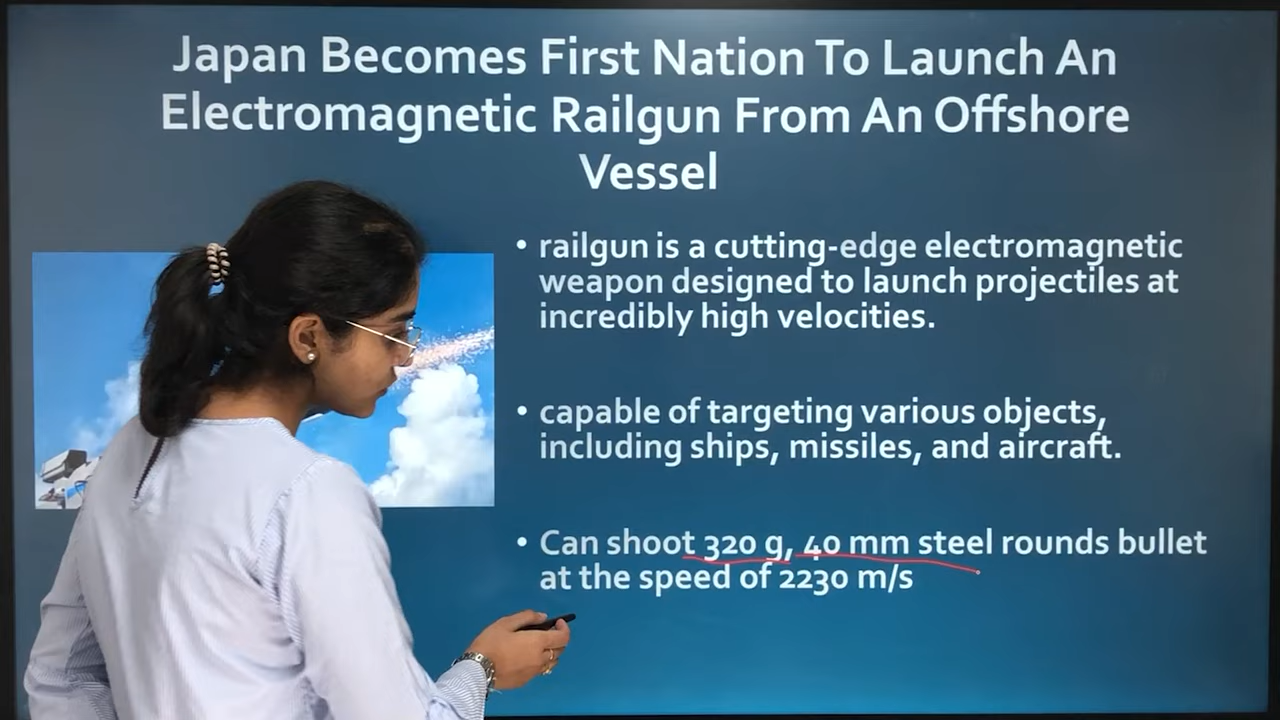 Japan Becomes First Nation To Launch An
Electromagnetic Railgun From An Offshore
Vessel
• railgun is a cutting-edge electromagnetic
weapon designed to launch projectiles at
incredibly high velocities.
• capable of targeting various objects,
including ships, missiles, and aircraft.
• Can shoot 320 g, 40 mm steel rounds bullet
at the speed of 2230 m/s